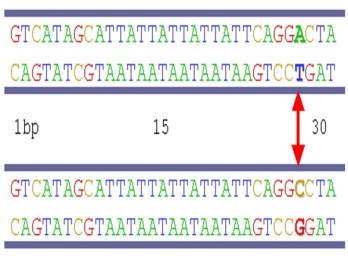 GTCATAGCATTATTATTATTATTCAGGACTA
CAGTATCGTAATAATAATAATAAGTCCTGAT
1bp 15 30
GTCATAGCATTATTATTATTATTCAGGCCTA
CAGTATCGTAATAATAATAATAAGTCCGGAT